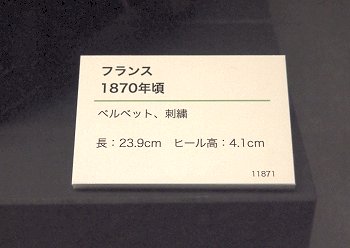 フランス
1870年頃
ベルベット、刺繍
長：23.9cm　ヒール高：4.1cm
11871